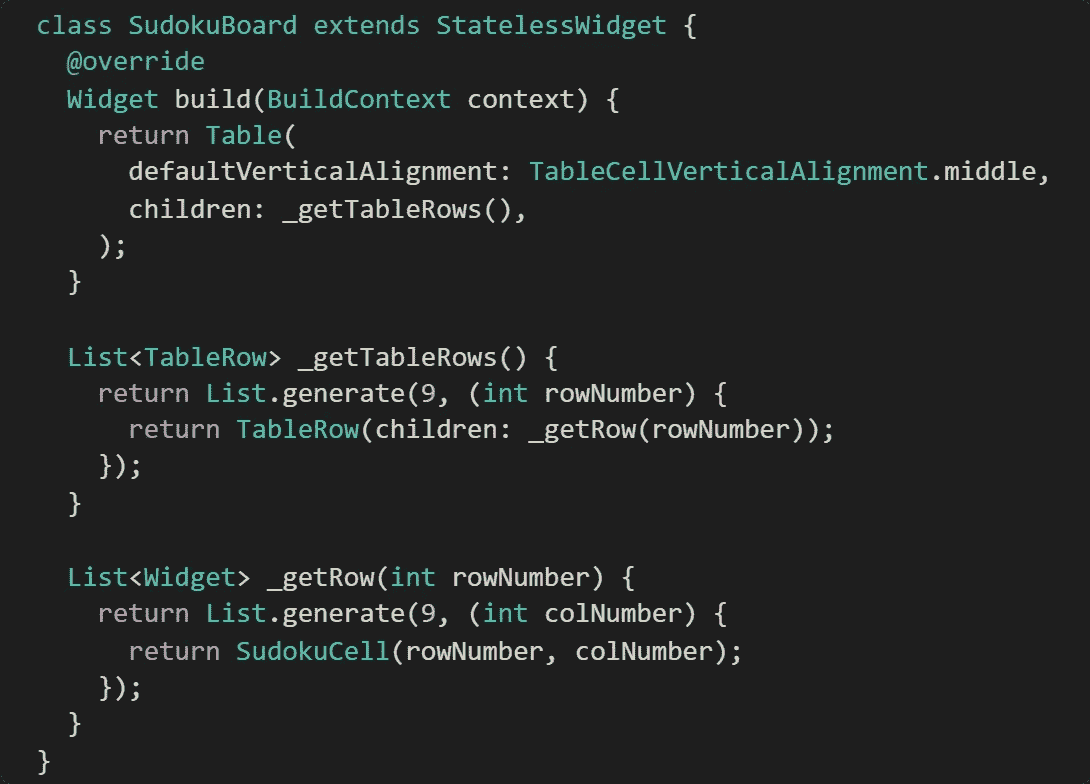 class SudokuBoard extends StatelessWidget {
  @override
  Widget build(BuildContext context) {
    return Table(
      defaultVerticalAlignment: TableCellVerticalAlignment.middle,
      children: _getTableRows(),
    );
  }

  List<TableRow> _getTableRows() {
    return List.generate(9, (int rowNumber) {
      return TableRow(children: _getRow(rowNumber));
    });
  }

  List<Widget> _getRow(int rowNumber) {
    return List.generate(9, (int colNumber) {
      return SudokuCell(rowNumber, colNumber);
    });
  }
}